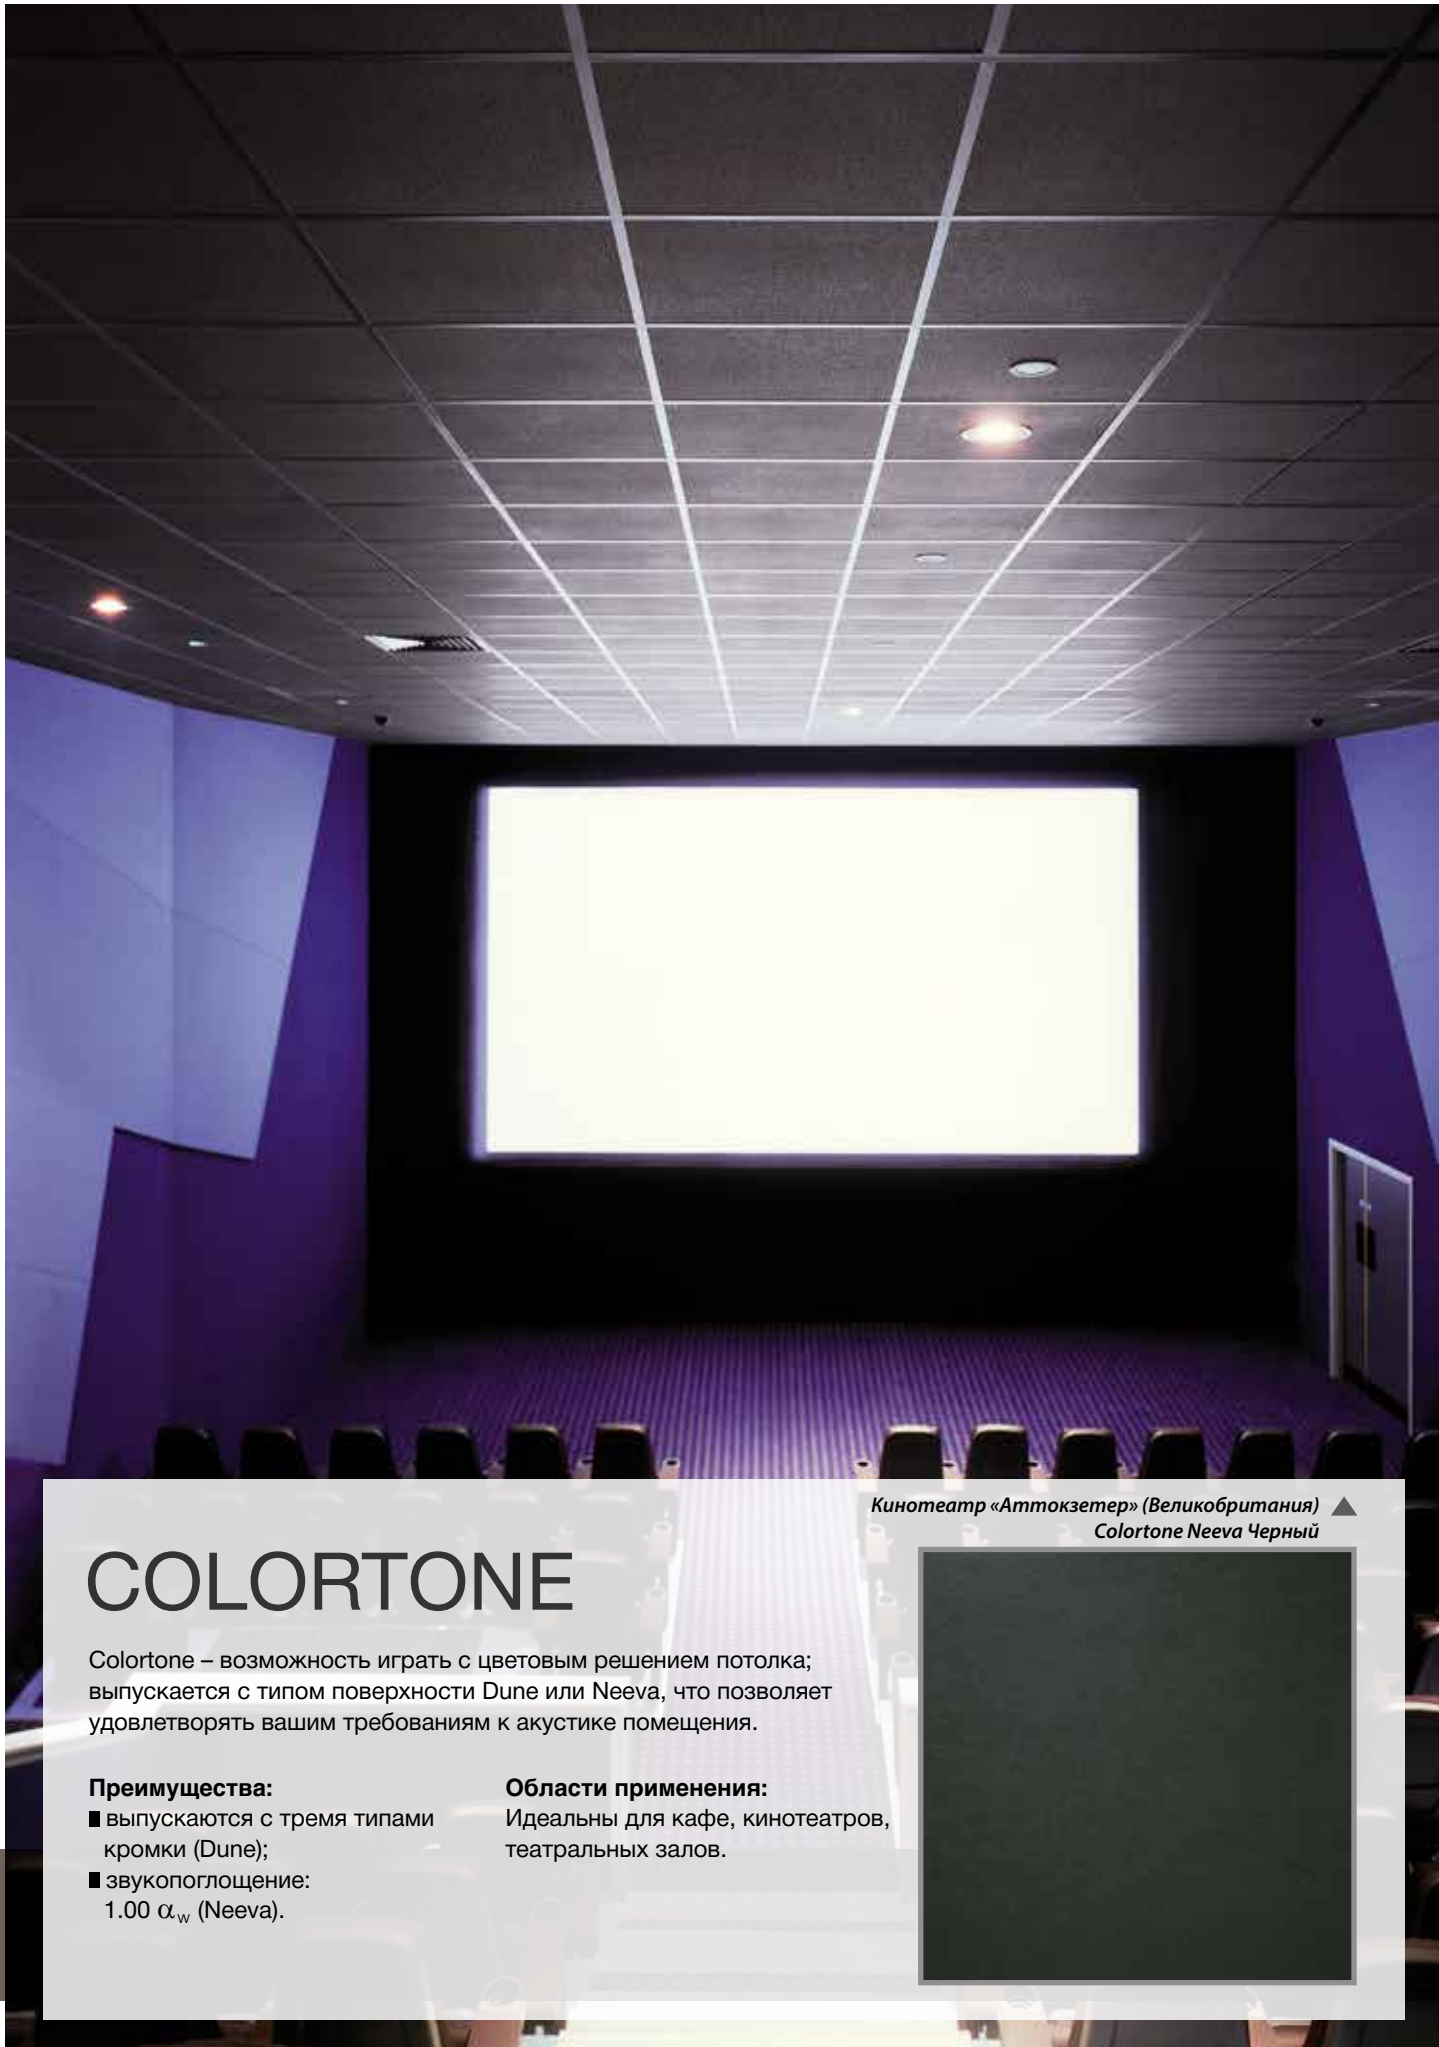 Кинотеатр «Аттокзетер» (Великобритания)
Colortone Neeva Черный
COLORTONE
Colortone – возможность играть с цветовым решением потолка;
выпускается с типом поверхности Dune или Neeva, что позволяет
удовлетворять вашим требованиям к акустике помещения.
Преимущества:
выпускаются с тремя типами
кромки (Dune);
звукопоглощение:
1.00 αw (Neeva).
Области применения:
Идеальны для кафе, кинотеатров,
театральных залов.